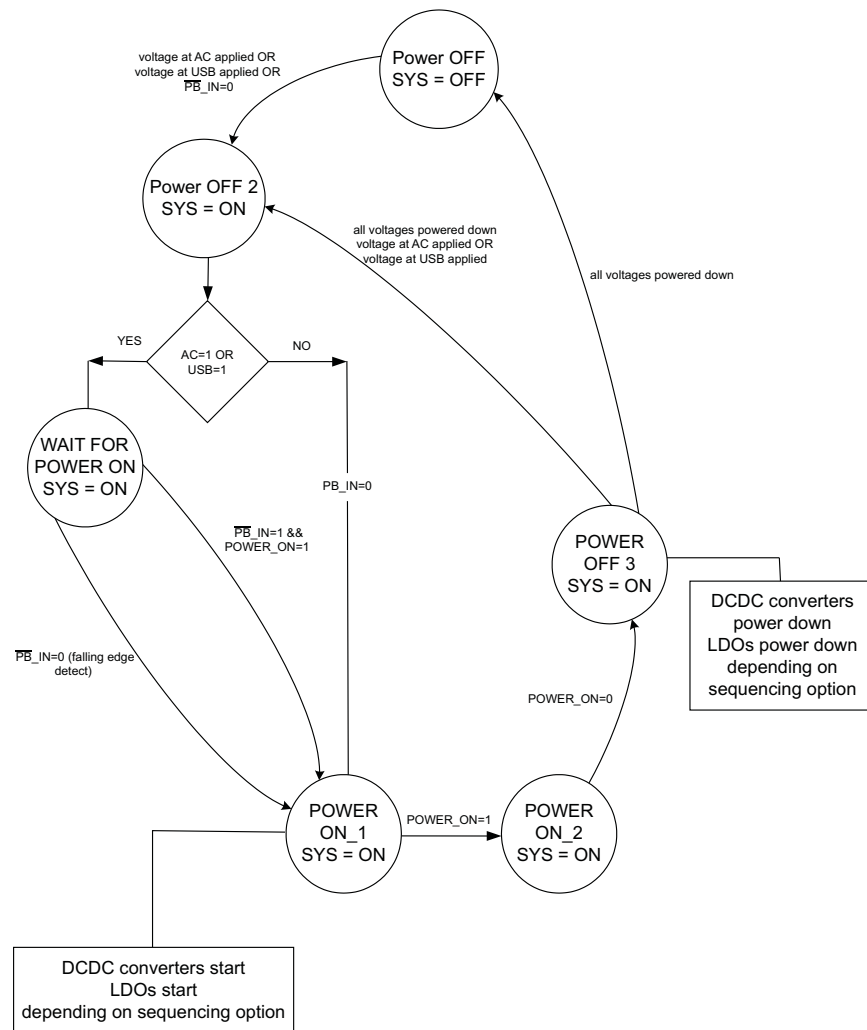 Power OFF
SYS = OFF
voltage at AC applied OR
voltage at USB applied OR
P̅B̅_IN=0
Power OFF 2
SYS = ON
all voltages powered down
voltage at AC applied OR
voltage at USB applied
all voltages powered down
YES
AC=1 OR
USB=1
NO
WAIT FOR
POWER ON
SYS = ON
PB_IN=0
P̅B̅_IN=1 &&
POWER_ON=1
POWER
OFF 3
SYS = ON
DCDC converters
power down
LDOs power down
depending on
sequencing option
P̅B̅_IN=0 (falling edge
detect)
POWER_ON=0
POWER
ON_1
SYS = ON
POWER_ON=1
POWER
ON_2
SYS = ON
DCDC converters start
LDOs start
depending on sequencing option